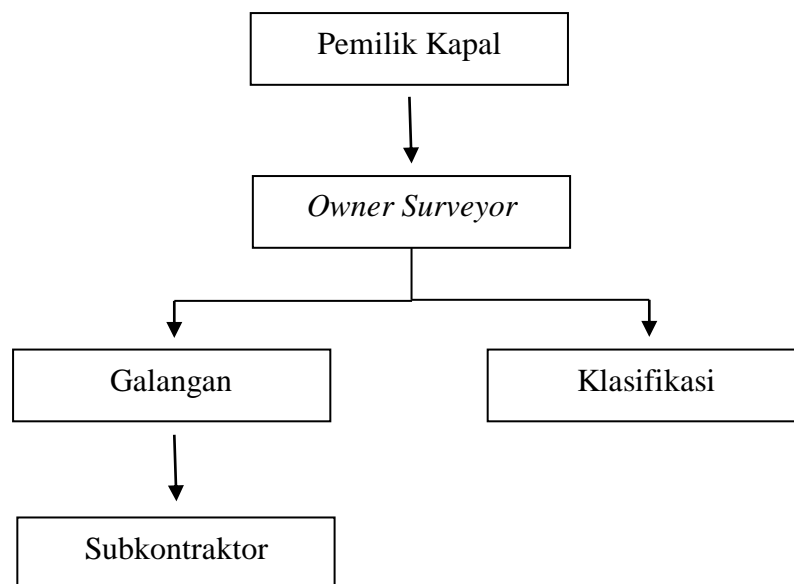 Pemilik Kapal
Owner Surveyor
Galangan
Klasifikasi
Subkontraktor